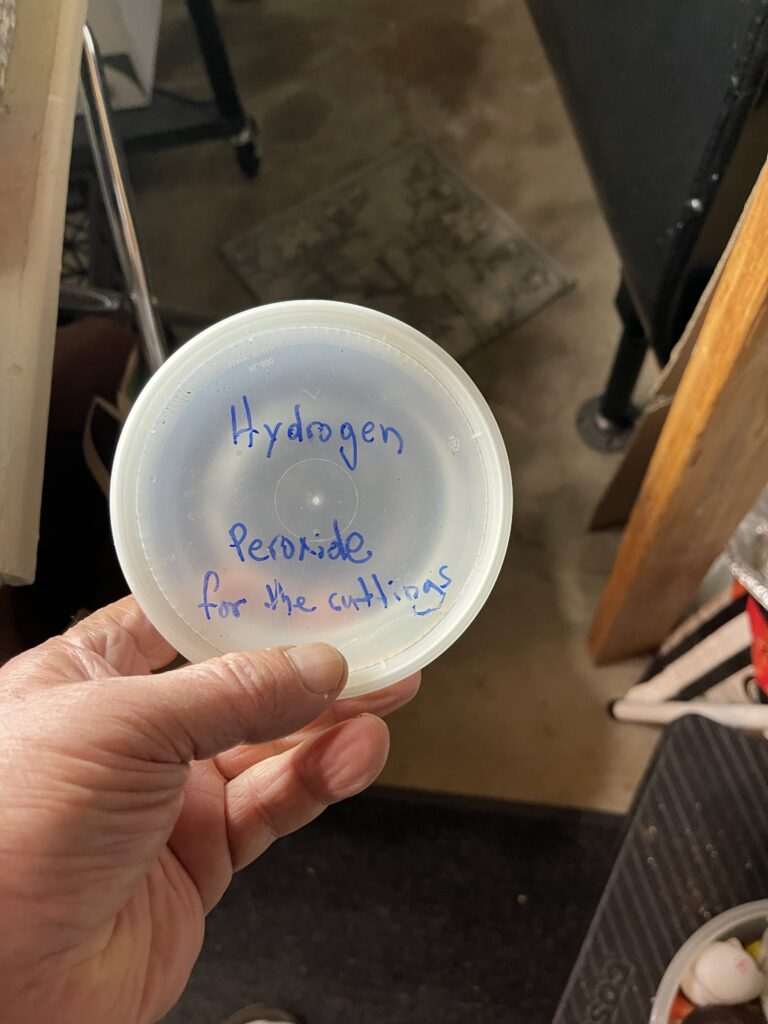 Hydrogen
Peroxide
for the cuttings